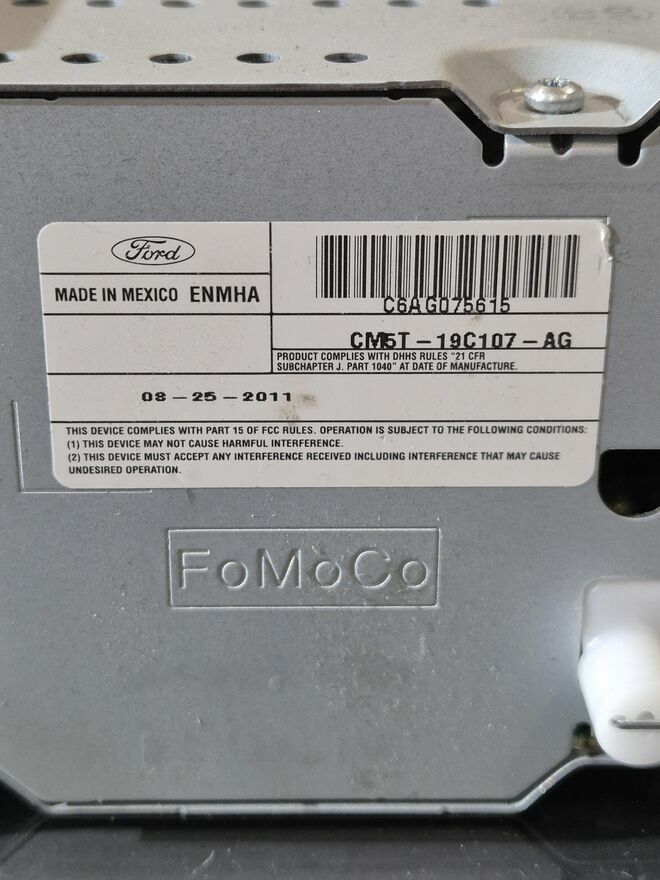 Ford
MADE IN MEXICO ENMHA
C6AG075615
CM5T-19C107-AG
PRODUCT COMPLIES WITH DHHS RULES "21 CFR
SUBCHAPTER J. PART 1040" AT DATE OF MANUFACTURE.
08-25-2011
THIS DEVICE COMPLIES WITH PART 15 OF FCC RULES. OPERATION IS SUBJECT TO THE FOLLOWING CONDITIONS:
(1) THIS DEVICE MAY NOT CAUSE HARMFUL INTERFERENCE.
(2) THIS DEVICE MUST ACCEPT ANY INTERFERENCE RECEIVED INCLUDING INTERFERENCE THAT MAY CAUSE
UNDESIRED OPERATION.
FoMoCo